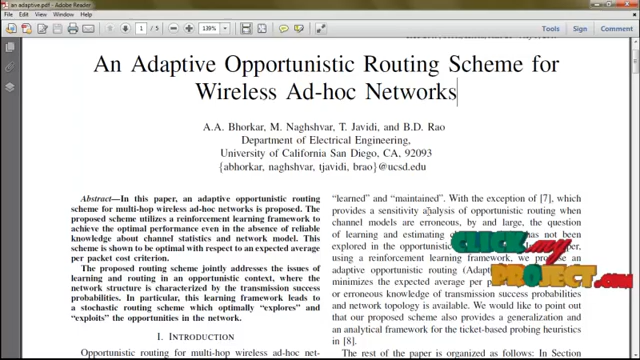 an adaptive.pdf - Adobe Reader
File Edit View Window Help
1 / 5 139%
Tools Sign Comment
An Adaptive Opportunistic Routing Scheme for
Wireless Ad-hoc Networks
A.A. Bhorkar, M. Naghshvar, T. Javidi, and B.D. Rao
Department of Electrical Engineering,
University of California San Diego, CA, 92093
{abhorkar, naghshvar, tjavidi, brao}@ucsd.edu
Abstract—In this paper, an adaptive opportunistic routing
scheme for multi-hop wireless ad-hoc networks is proposed. The
proposed scheme utilizes a reinforcement learning framework to
achieve the optimal performance even in the absence of reliable
knowledge about channel statistics and network model. This
scheme is shown to be optimal with respect to an expected average
per packet cost criterion.
The proposed routing scheme jointly addresses the issues of
learning and routing in an opportunistic context, where the
network structure is characterized by the transmission success
probabilities. In particular, this learning framework leads to
a stochastic routing scheme which optimally "explores" and
"exploits" the opportunities in the network.
I. INTRODUCTION
Opportunistic routing for multi-hop wireless ad-hoc net-
"learned" and "maintained". With the exception of [7], which
provides a sensitivity analysis of opportunistic routing when
channel models are erroneous, by and large, the question
of learning and estimating has not been
explored in the opportunistic
using a reinforcement learning framework, we
adaptive opportunistic routing
minimizes the expected average
or erroneous knowledge of transmission success probabilities
and network topology is available. We would like to point
out that our proposed scheme also provides a generalization and
an analytical framework for the ticket-based probing heuristics
in [8].
The rest of the paper is organized as follows: In Section
CLICK my
PROJECT.COM